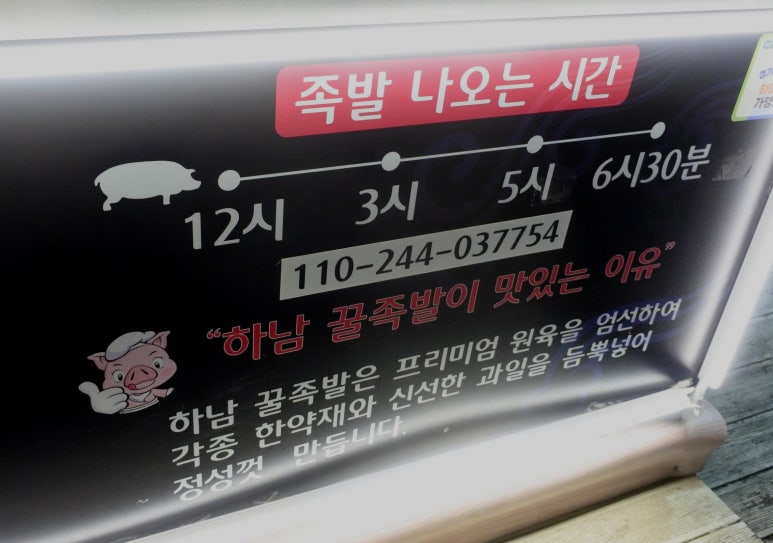 족발 나오는 시간
12시 3시 5시 6시30분
110-244-037754
“하남 꿀족발이 맛있는 이유”
하남 꿀족발은 프리미엄 원육을 엄선하여
각종 한약재와 신선한 과일을 듬뿍넣어
정성껏 만듭니다.